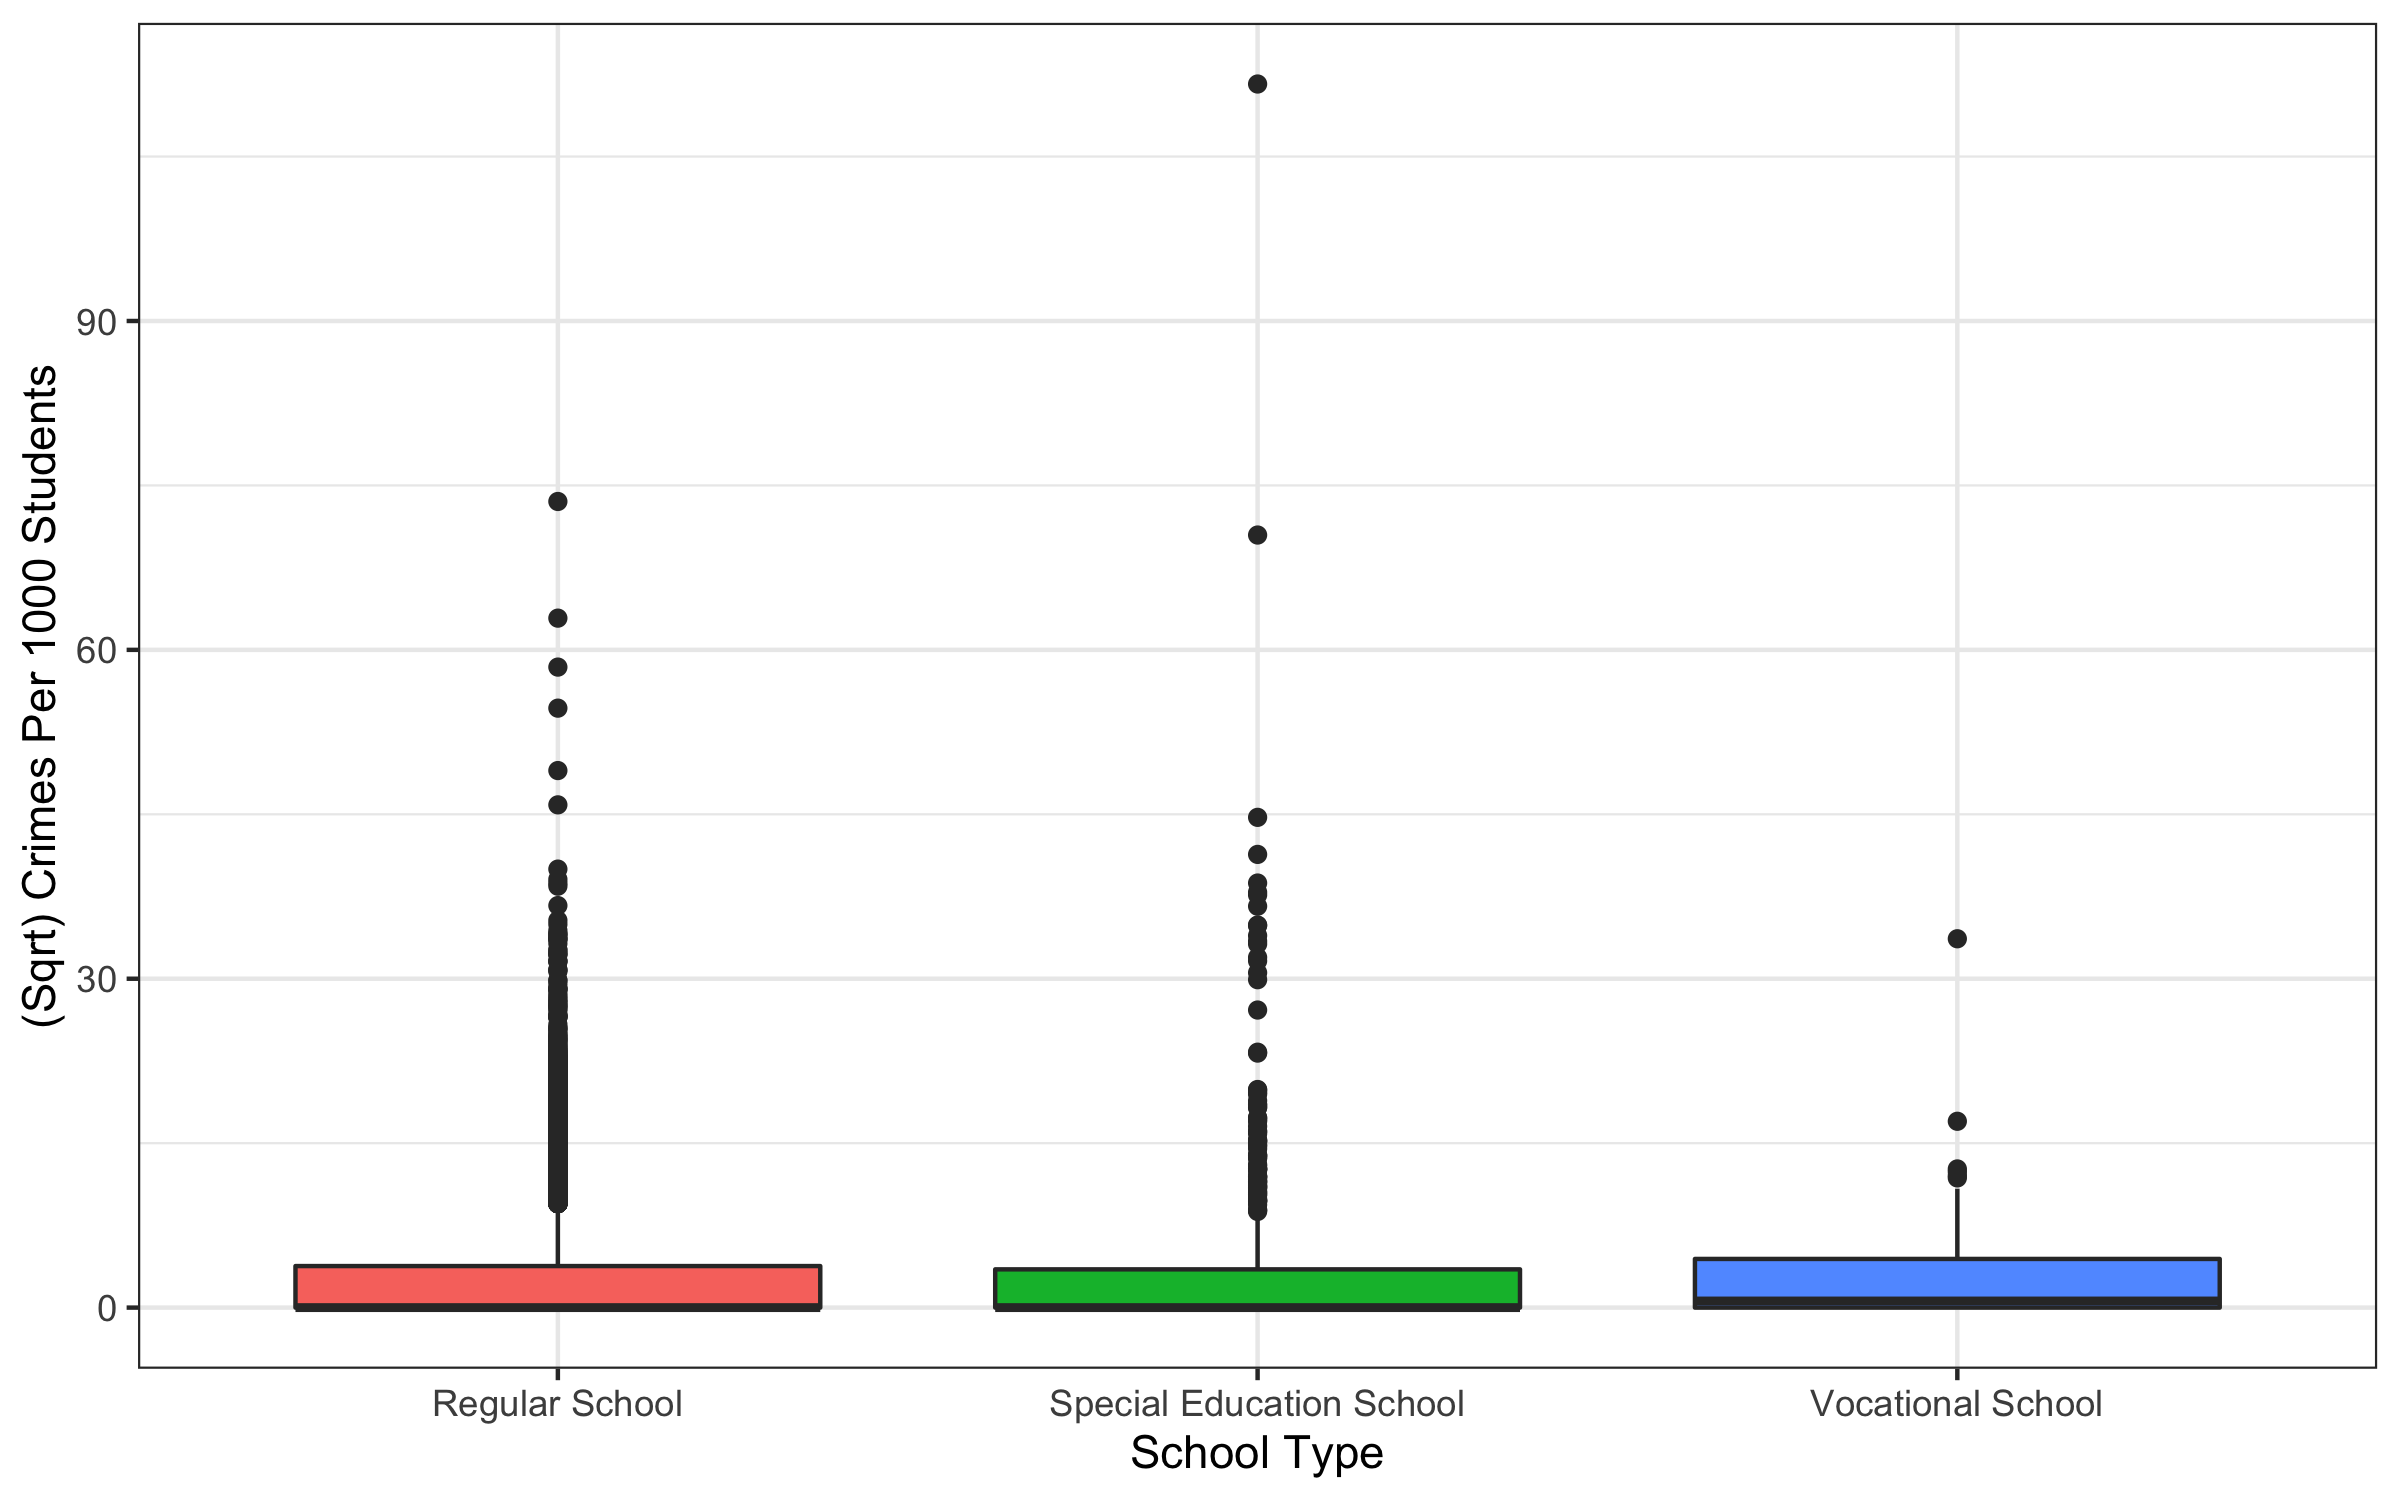 (Sqrt) Crimes Per 1000 Students
90
60
30
0
Regular School
Special Education School
Vocational School
School Type